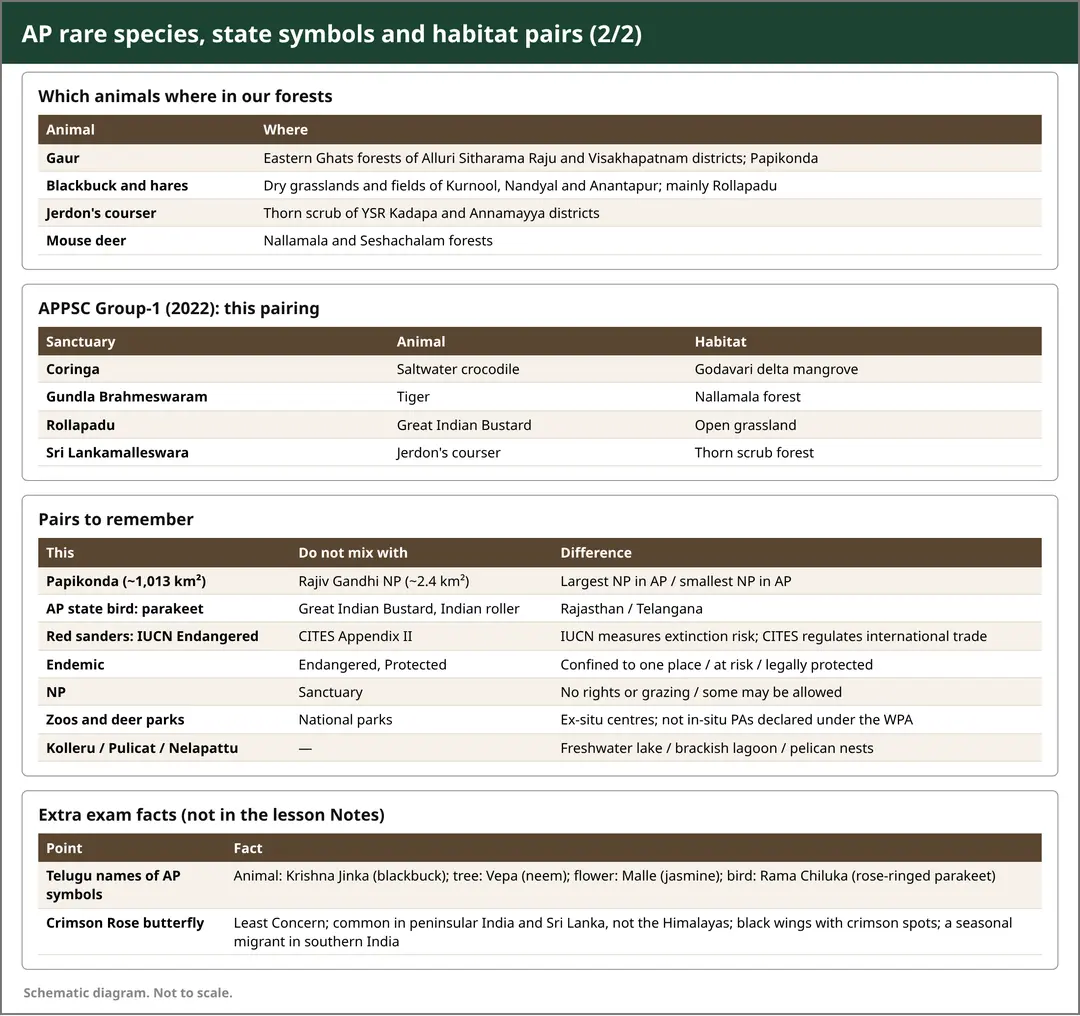 AP rare species, state symbols and habitat pairs (2/2)
Which animals where in our forests
Animal Where
Gaur Eastern Ghats forests of Alluri Sitharama Raju and Visakhapatnam districts; Papikonda
Blackbuck and hares Dry grasslands and fields of Kurnool, Nandyal and Anantapur; mainly Rollapadu
Jerdon's courser Thorn scrub of YSR Kadapa and Annamayya districts
Mouse deer Nallamala and Seshachalam forests
APPSC Group-1 (2022): this pairing
Sanctuary Animal Habitat
Coringa Saltwater crocodile Godavari delta mangrove
Gundla Brahmeswaram Tiger Nallamala forest
Rollapadu Great Indian Bustard Open grassland
Sri Lankamalleswara Jerdon's courser Thorn scrub forest
Pairs to remember
This Do not mix with Difference
Papikonda (~1,013 km²) Rajiv Gandhi NP (~2.4 km²) Largest NP in AP / smallest NP in AP
AP state bird: parakeet Great Indian Bustard, Indian roller Rajasthan / Telangana
Red sanders: IUCN Endangered CITES Appendix II IUCN measures extinction risk; CITES regulates international trade
Endemic Endangered, Protected Confined to one place / at risk / legally protected
NP Sanctuary No rights or grazing / some may be allowed
Zoos and deer parks National parks Ex-situ centres; not in-situ PAs declared under the WPA
Kolleru / Pulicat / Nelapattu — Freshwater lake / brackish lagoon / pelican nests
Extra exam facts (not in the lesson Notes)
Point Fact
Telugu names of AP symbols Animal: Krishna Jinka (blackbuck); tree: Vepa (neem); flower: Malle (jasmine); bird: Rama Chiluka (rose-ringed parakeet)
Crimson Rose butterfly Least Concern; common in peninsular India and Sri Lanka, not the Himalayas; black wings with crimson spots; a seasonal
migrant in southern India
Schematic diagram. Not to scale.